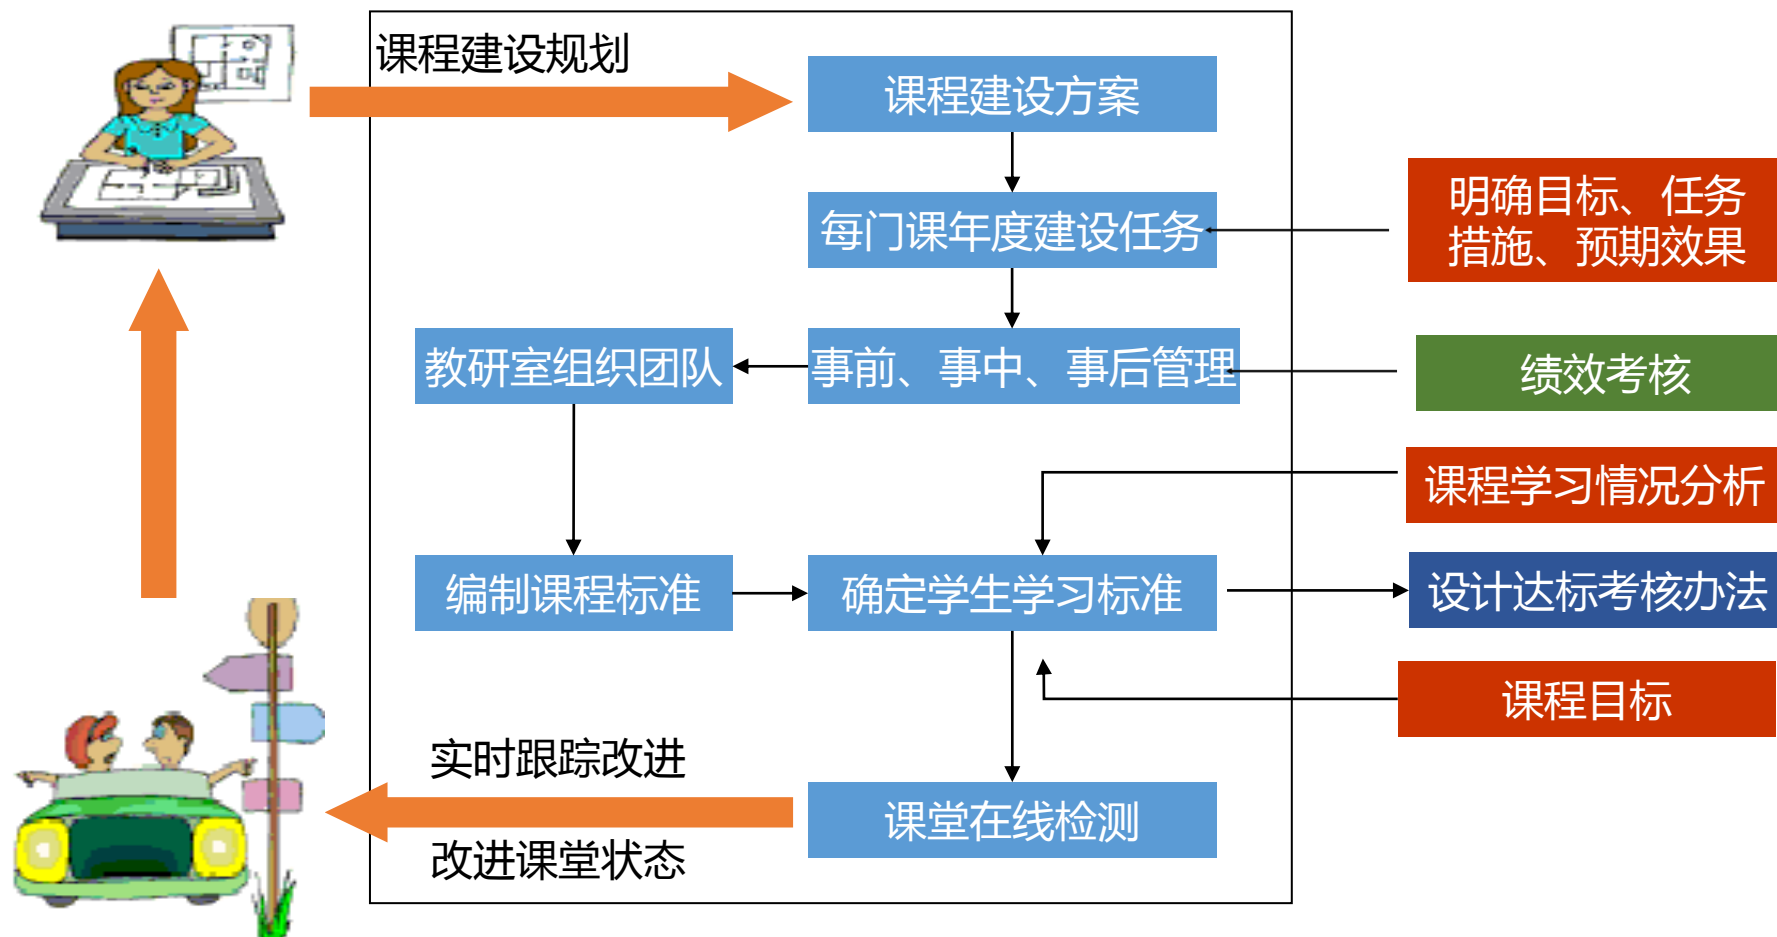 课程建设规划
课程建设方案
明确目标、任务
措施、预期效果
每门课年度建设任务
教研室组织团队
事前、事中、事后管理
绩效考核
课程学习情况分析
编制课程标准
确定学生学习标准
设计达标考核办法
课程目标
实时跟踪改进
课堂在线检测
改进课堂状态